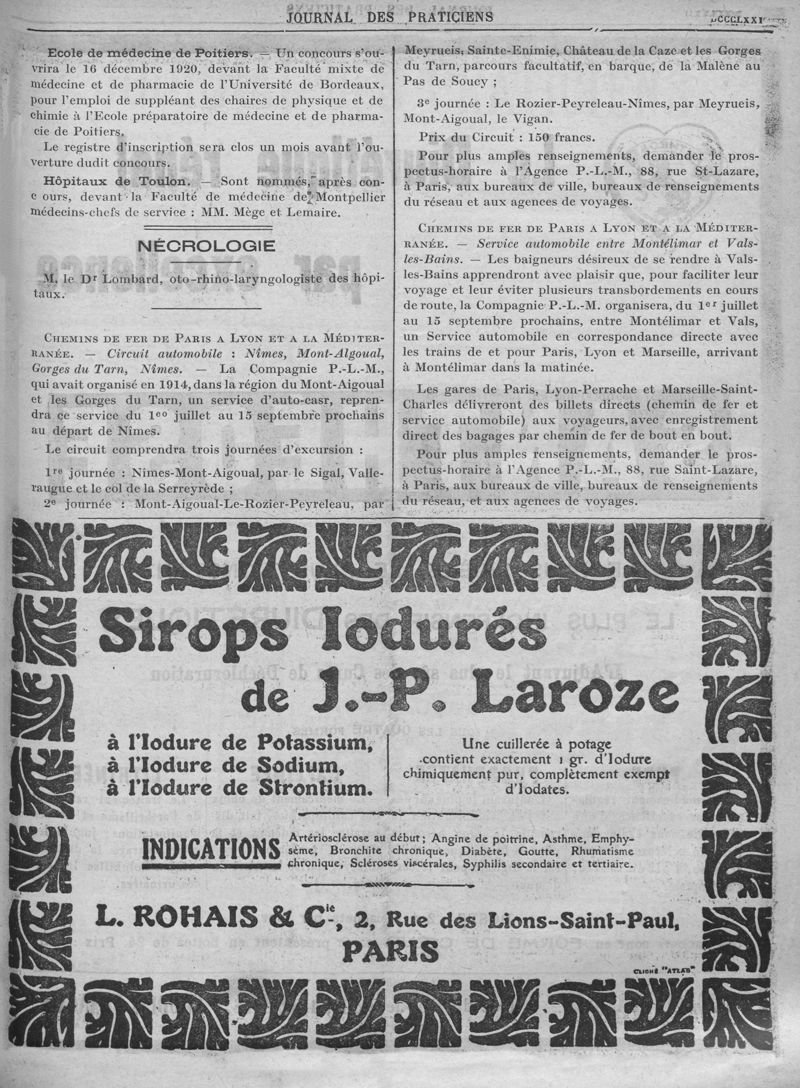 JOURNAL DES PRATICIENS
Ecole de médecine de Poitiers. — Un concours s'ou-
vrira le 16 décembre 1920, devant la Faculté mixte de
médecine et de pharmacie de l'Université de Bordeaux,
pour l'emploi de suppléant des chaires de physique et de
chimie à l'Ecole préparatoire de médecine et de pharma-
cie de Poitiers.
Le registre d'inscription sera clos un mois avant l'ou-
verture dudit concours.
Hôpitaux de Toulon. — Sont nommés, après con-
cours, devant la Faculté de médecine de Montpellier
médecins-chefs de service : MM. Mège et Lemaire.
NÉCROLOGIE
M. le Dr Lombard, oto-rhino-laryngologiste des hôpi-
taux.
CHEMINS DE FER DE PARIS A LYON ET A LA MÉDITER-
RANÉE. — Circuit automobile : Nîmes, Mont-Algoual,
Gorges du Tarn, Nîmes. — La Compagnie P.-L.-M.,
qui avait organisé en 1914, dans la région du Mont-Aigoual
et les Gorges du Tarn, un service d'auto-casr, repren-
dra ce service du 1eo juillet au 15 septembre prochains
au départ de Nîmes.
Le circuit comprendra trois journées d'excursion :
1re journée : Nîmes-Mont-Aigoual, par le Sigal, Valle-
raugue et le col de la Serreyrède ;
2e journée : Mont-Aigoual-Le-Rozier-Peyreleau, par
Meyrueis, Sainte-Enimie, Château de la Caze et les Gorges
du Tarn, parcours facultatif, en barque, de la Malène au
Pas de Soucy ;
3e journée : Le Rozier-Peyreleau-Nîmes, par Meyrueis,
Mont-Aigoual, le Vigan.
Prix du Circuit : 150 francs.
Pour plus amples renseignements, demander le pros-
pectus-horaire à l'Agence P.-L.-M., 88, rue St-Lazare,
à Paris, aux bureaux de ville, bureaux de renseignements
du réseau et aux agences de voyages.
CHEMINS DE FER DE PARIS A LYON ET A LA MÉDITER-
RANÉE. — Service automobile entre Montélimar et Vals-
les-Bains. — Les baigneurs désireux de se rendre à Vals-
les-Bains apprendront avec plaisir que, pour faciliter leur
voyage et leur éviter plusieurs transbordements en cours
de route, la Compagnie P.-L.-M. organisera, du 1er juillet
au 15 septembre prochains, entre Montélimar et Vals,
un Service automobile en correspondance directe avec
les trains de et pour Paris, Lyon et Marseille, arrivant
à Montélimar dans la matinée.
Les gares de Paris, Lyon-Perrache et Marseille-Saint-
Charles délivreront des billets directs (chemin de fer et
service automobile) aux voyageurs, avec enregistrement
direct des bagages par chemin de fer de bout en bout.
Pour plus amples renseignements, demander le pros-
pectus-horaire à l'Agence P.-L.-M., 88, rue Saint-Lazare,
à Paris, aux bureaux de ville, bureaux de renseignements
du réseau, et aux agences de voyages.
Sirops Iodurés
de J.-P. Laroze
à l'Iodure de Potassium,
à l'Iodure de Sodium,
à l'Iodure de Strontium.
Une cuillerée à potage
contient exactement 1 gr. d'Iodure
chimiquement pur, complètement exempt
d'Iodates.
INDICATIONS
Artériosclérose au début; Angine de poitrine, Asthme, Emphy-
sème, Bronchite chronique, Diabète, Goutte, Rhumatisme
chronique, Scléroses viscérales, Syphilis secondaire et tertiaire.
L. ROHAIS & Cie, 2, Rue des Lions-Saint-Paul,
PARIS
CLICHÉ "ATLAS"